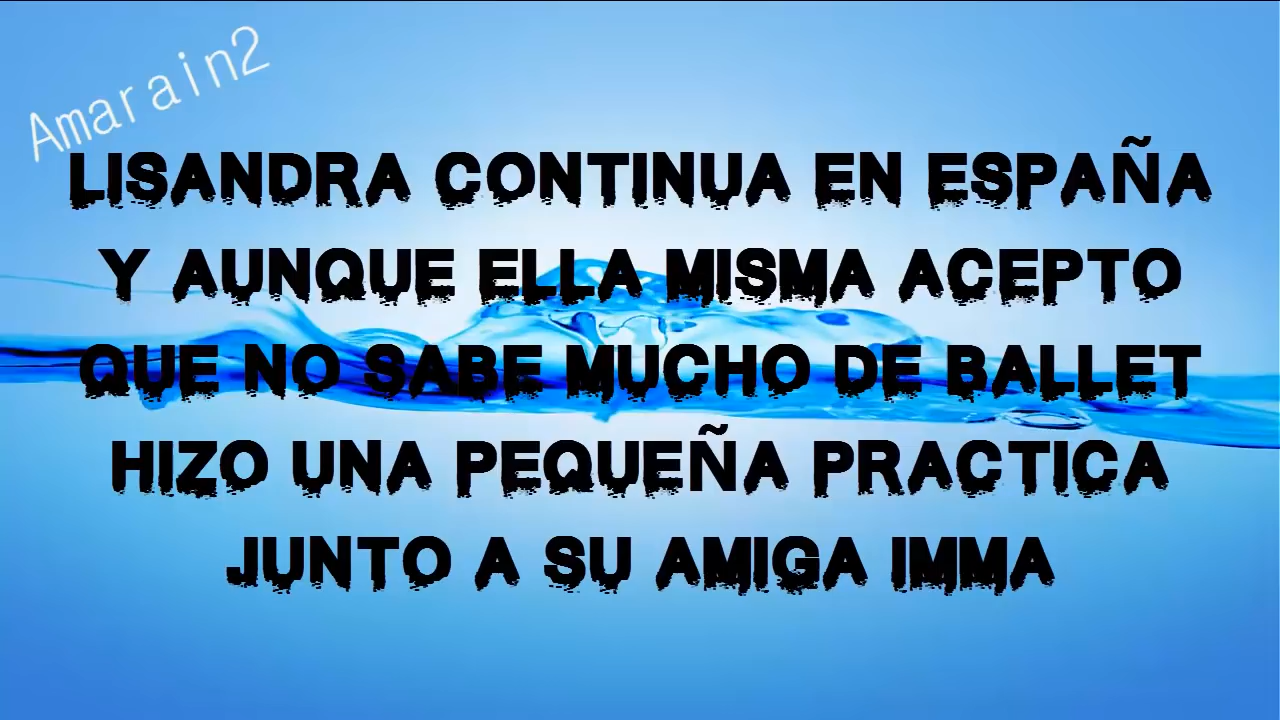 Amarain2
LISANDRA CONTINUA EN ESPAÑA
Y AUNQUE ELLA MISMA ACEPTO
QUE NO SABE MUCHO DE BALLET
HIZO UNA PEQUEÑA PRACTICA
JUNTO A SU AMIGA IMMA